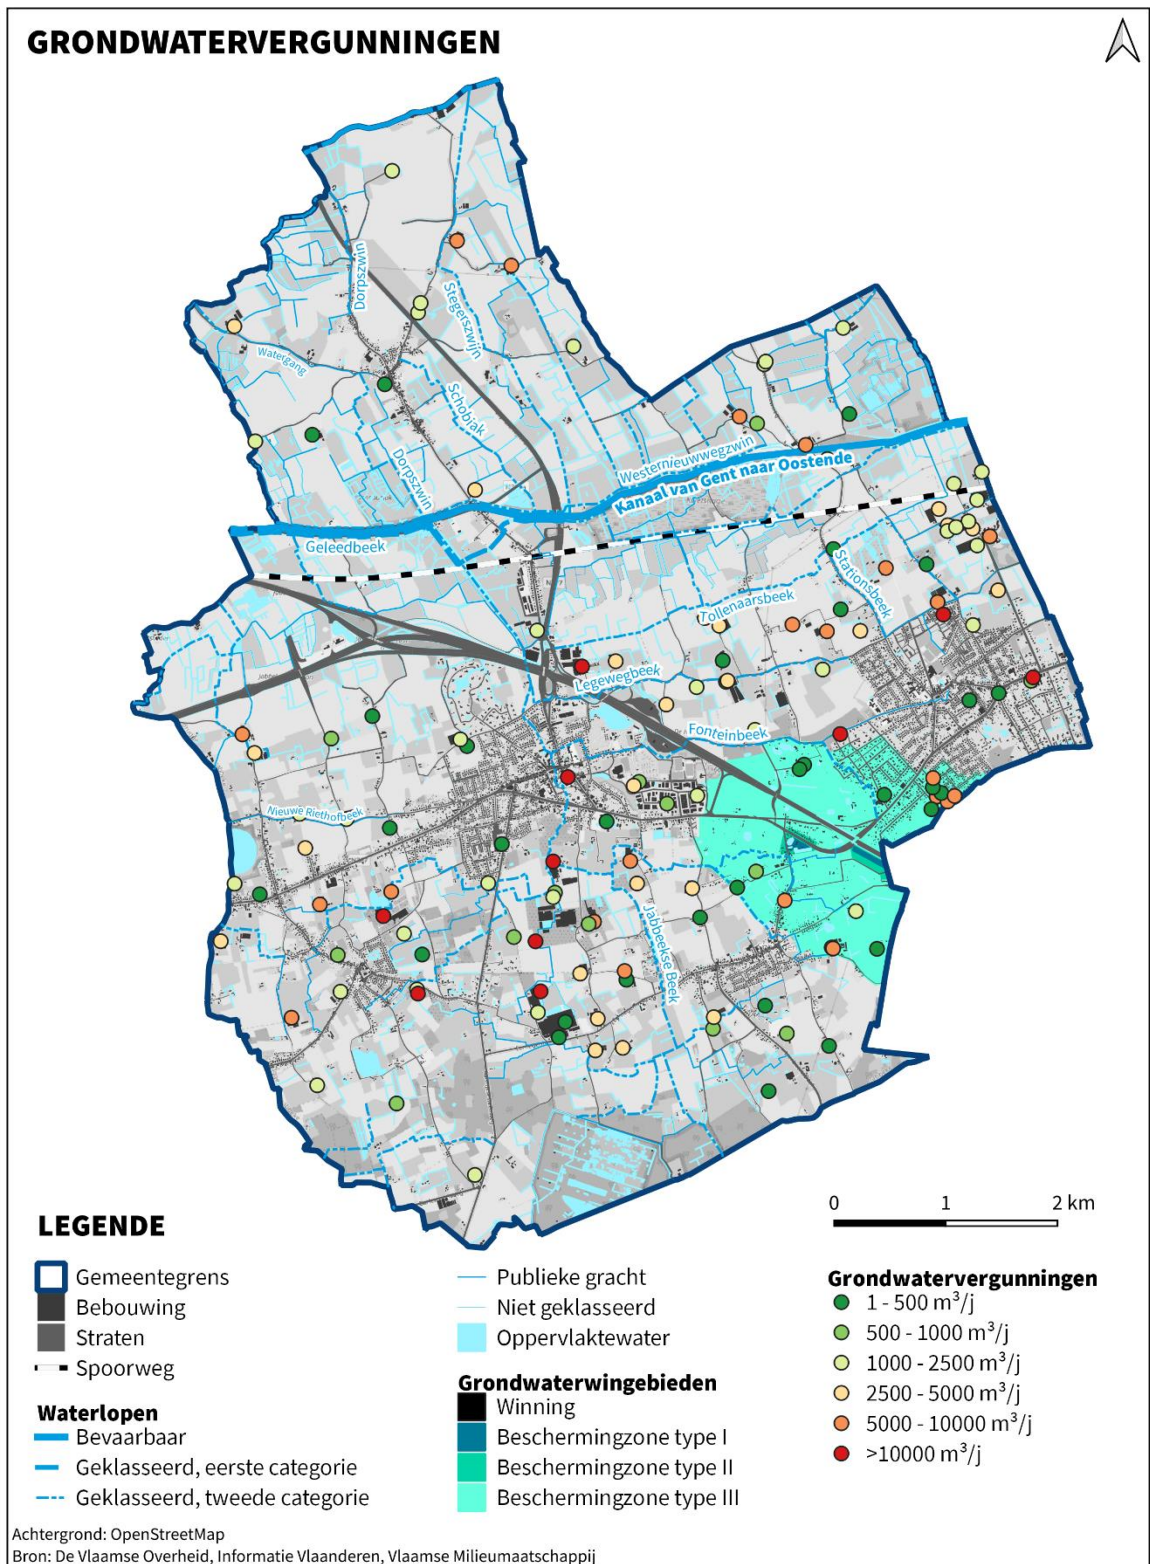 GRONDWATERVERGUNNINGEN
Dorpszwin
Stegerszwijn
Watergang
Schobjak
Dorpszwin
Westernieuwwegzwin
Kanaal van Gent naar Oostende
Geleedbeek
Stationsbeek
Tollenaarsbeek
Legewegbeek
Fonteinbeek
Nieuwe Riethofbeek
Jabbeekse Beek
0 1 2 km
LEGENDE
Gemeentegrens
Bebouwing
Straten
Spoorweg
Waterlopen
Bevaarbaar
Geklasseerd, eerste categorie
Geklasseerd, tweede categorie
Publieke gracht
Niet geklasseerd
Oppervlaktewater
Grondwaterwingebieden
Winning
Beschermingzone type I
Beschermingzone type II
Beschermingzone type III
Grondwatervergunningen
1 - 500 m³/j
500 - 1000 m³/j
1000 - 2500 m³/j
2500 - 5000 m³/j
5000 - 10000 m³/j
>10000 m³/j
Achtergrond: OpenStreetMap
Bron: De Vlaamse Overheid, Informatie Vlaanderen, Vlaamse Milieumaatschappij